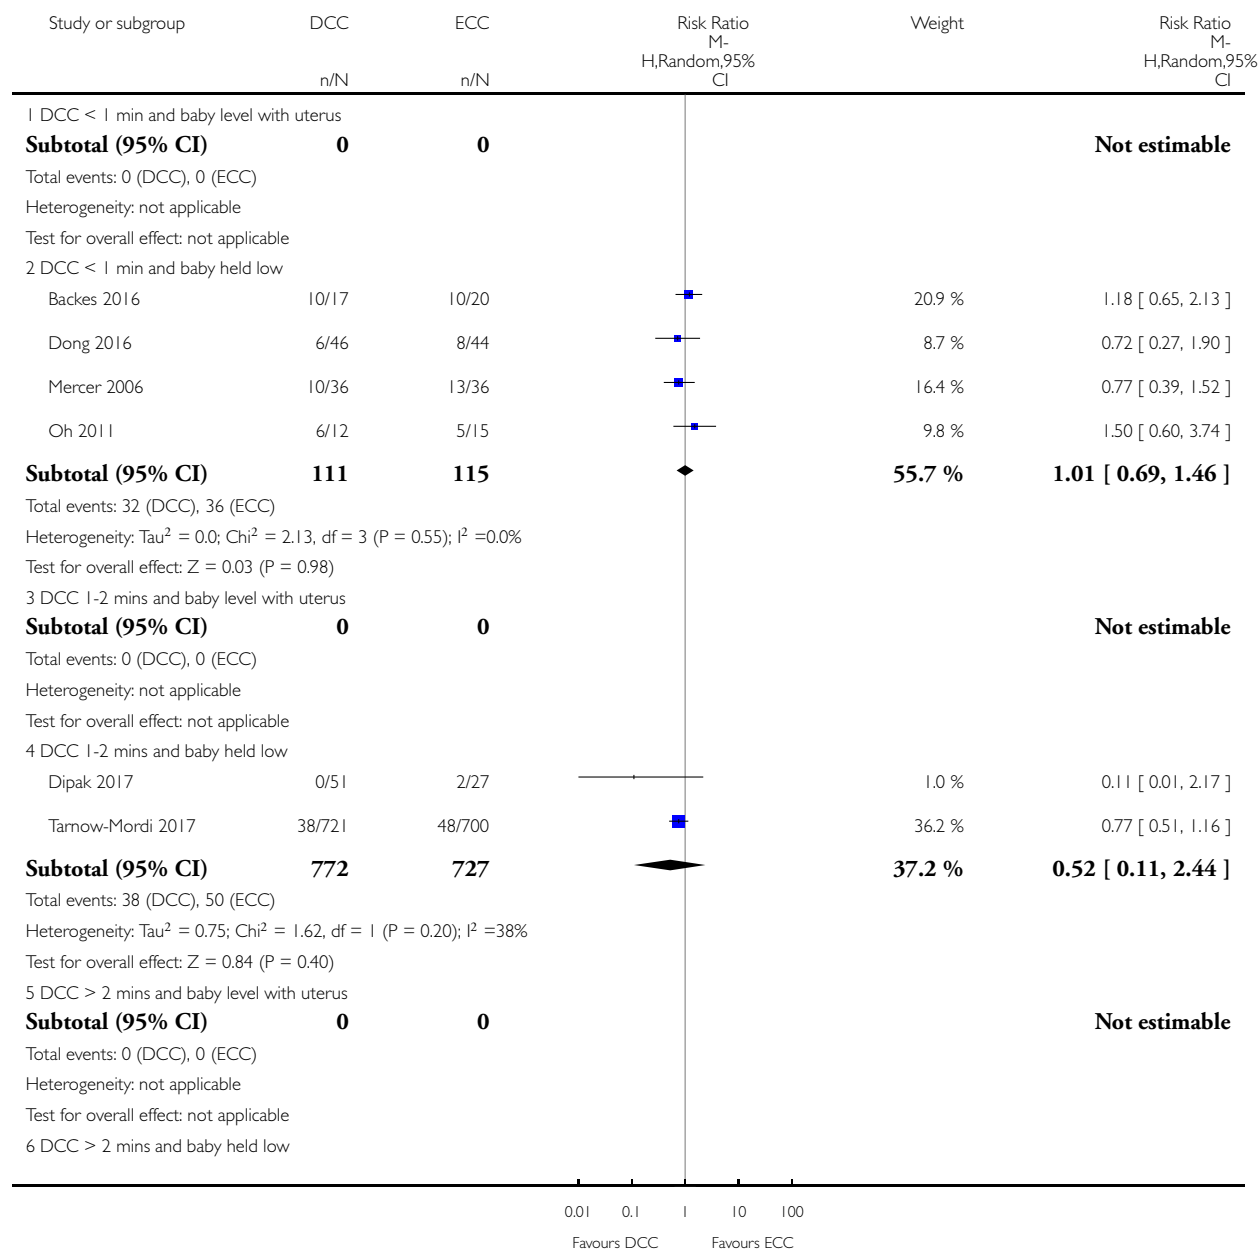 Study or subgroup DCC ECC Risk Ratio Weight Risk Ratio
M- M-
H,Random,95% H,Random,95%
n/N n/N CI CI
1 DCC < 1 min and baby level with uterus
Subtotal (95% CI) 0 0 Not estimable
Total events: 0 (DCC), 0 (ECC)
Heterogeneity: not applicable
Test for overall effect: not applicable
2 DCC < 1 min and baby held low
Backes 2016 10/17 10/20 20.9 % 1.18 [ 0.65, 2.13 ]
Dong 2016 6/46 8/44 8.7 % 0.72 [ 0.27, 1.90 ]
Mercer 2006 10/36 13/36 16.4 % 0.77 [ 0.39, 1.52 ]
Oh 2011 6/12 5/15 9.8 % 1.50 [ 0.60, 3.74 ]
Subtotal (95% CI) 111 115 55.7 % 1.01 [ 0.69, 1.46 ]
Total events: 32 (DCC), 36 (ECC)
Heterogeneity: Tau² = 0.0; Chi² = 2.13, df = 3 (P = 0.55); I² =0.0%
Test for overall effect: Z = 0.03 (P = 0.98)
3 DCC 1-2 mins and baby level with uterus
Subtotal (95% CI) 0 0 Not estimable
Total events: 0 (DCC), 0 (ECC)
Heterogeneity: not applicable
Test for overall effect: not applicable
4 DCC 1-2 mins and baby held low
Dipak 2017 0/51 2/27 1.0 % 0.11 [ 0.01, 2.17 ]
Tarnow-Mordi 2017 38/721 48/700 36.2 % 0.77 [ 0.51, 1.16 ]
Subtotal (95% CI) 772 727 37.2 % 0.52 [ 0.11, 2.44 ]
Total events: 38 (DCC), 50 (ECC)
Heterogeneity: Tau² = 0.75; Chi² = 1.62, df = 1 (P = 0.20); I² =38%
Test for overall effect: Z = 0.84 (P = 0.40)
5 DCC > 2 mins and baby level with uterus
Subtotal (95% CI) 0 0 Not estimable
Total events: 0 (DCC), 0 (ECC)
Heterogeneity: not applicable
Test for overall effect: not applicable
6 DCC > 2 mins and baby held low
0.01 0.1 1 10 100
Favours DCC Favours ECC